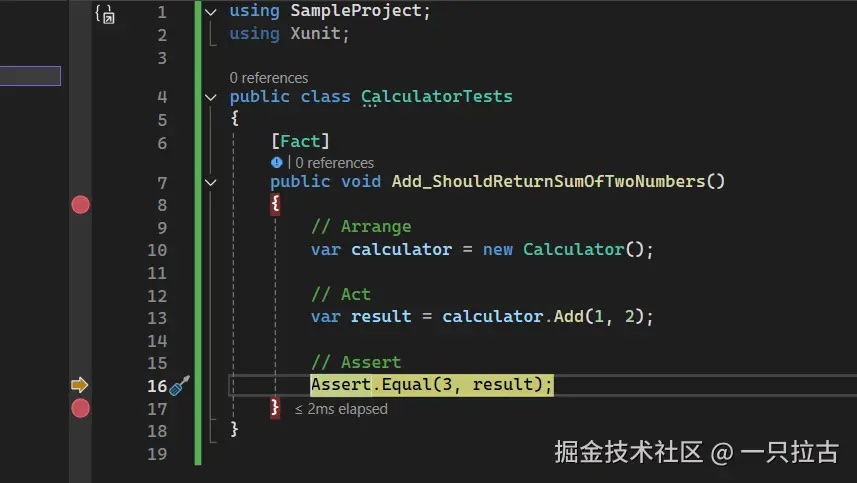 1 using SampleProject;
2 using Xunit;
3
0 references
4 public class CalculatorTests
5 {
6 [Fact]
0 references
7 public void Add_ShouldReturnSumOfTwoNumbers()
8 {
9 // Arrange
10 var calculator = new Calculator();
11
12 // Act
13 var result = calculator.Add(1, 2);
14
15 // Assert
16 Assert.Equal(3, result);
17 } ≤ 2ms elapsed
18 }
19
掘金技术社区 @ 一只拉古